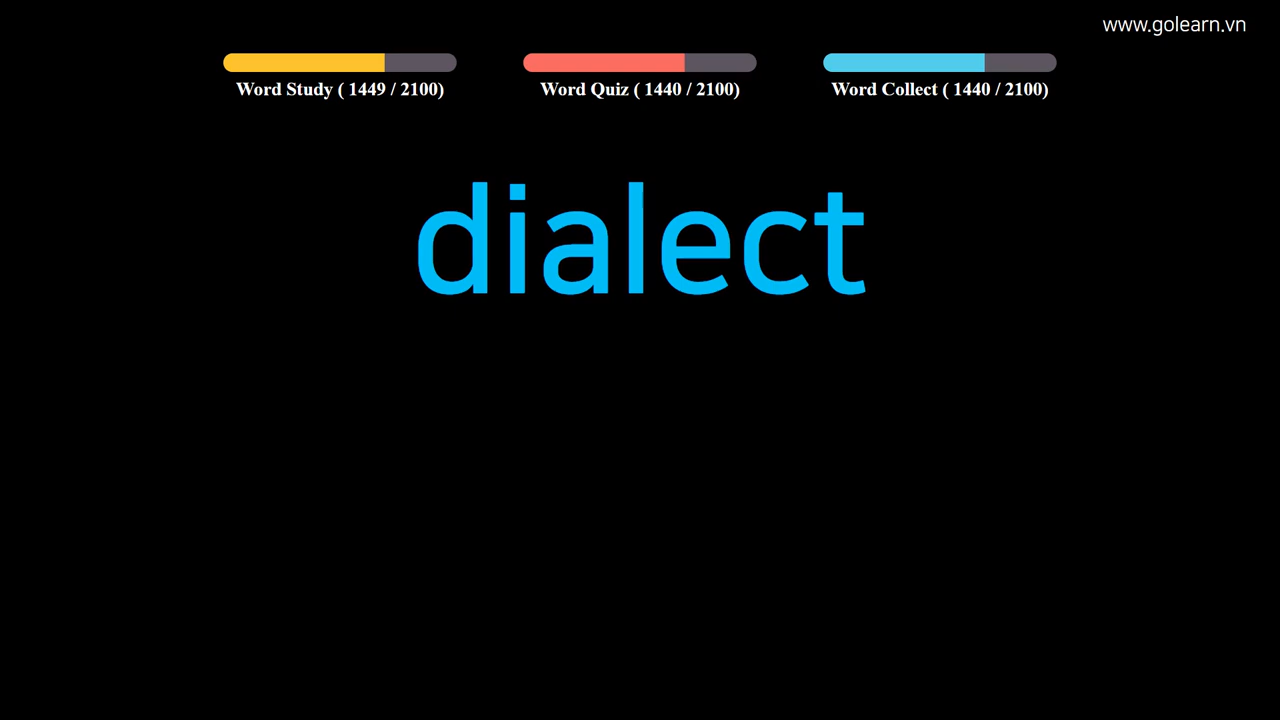 www.golearn.vn
Word Study ( 1449 / 2100)
Word Quiz ( 1440 / 2100)
Word Collect ( 1440 / 2100)
dialect